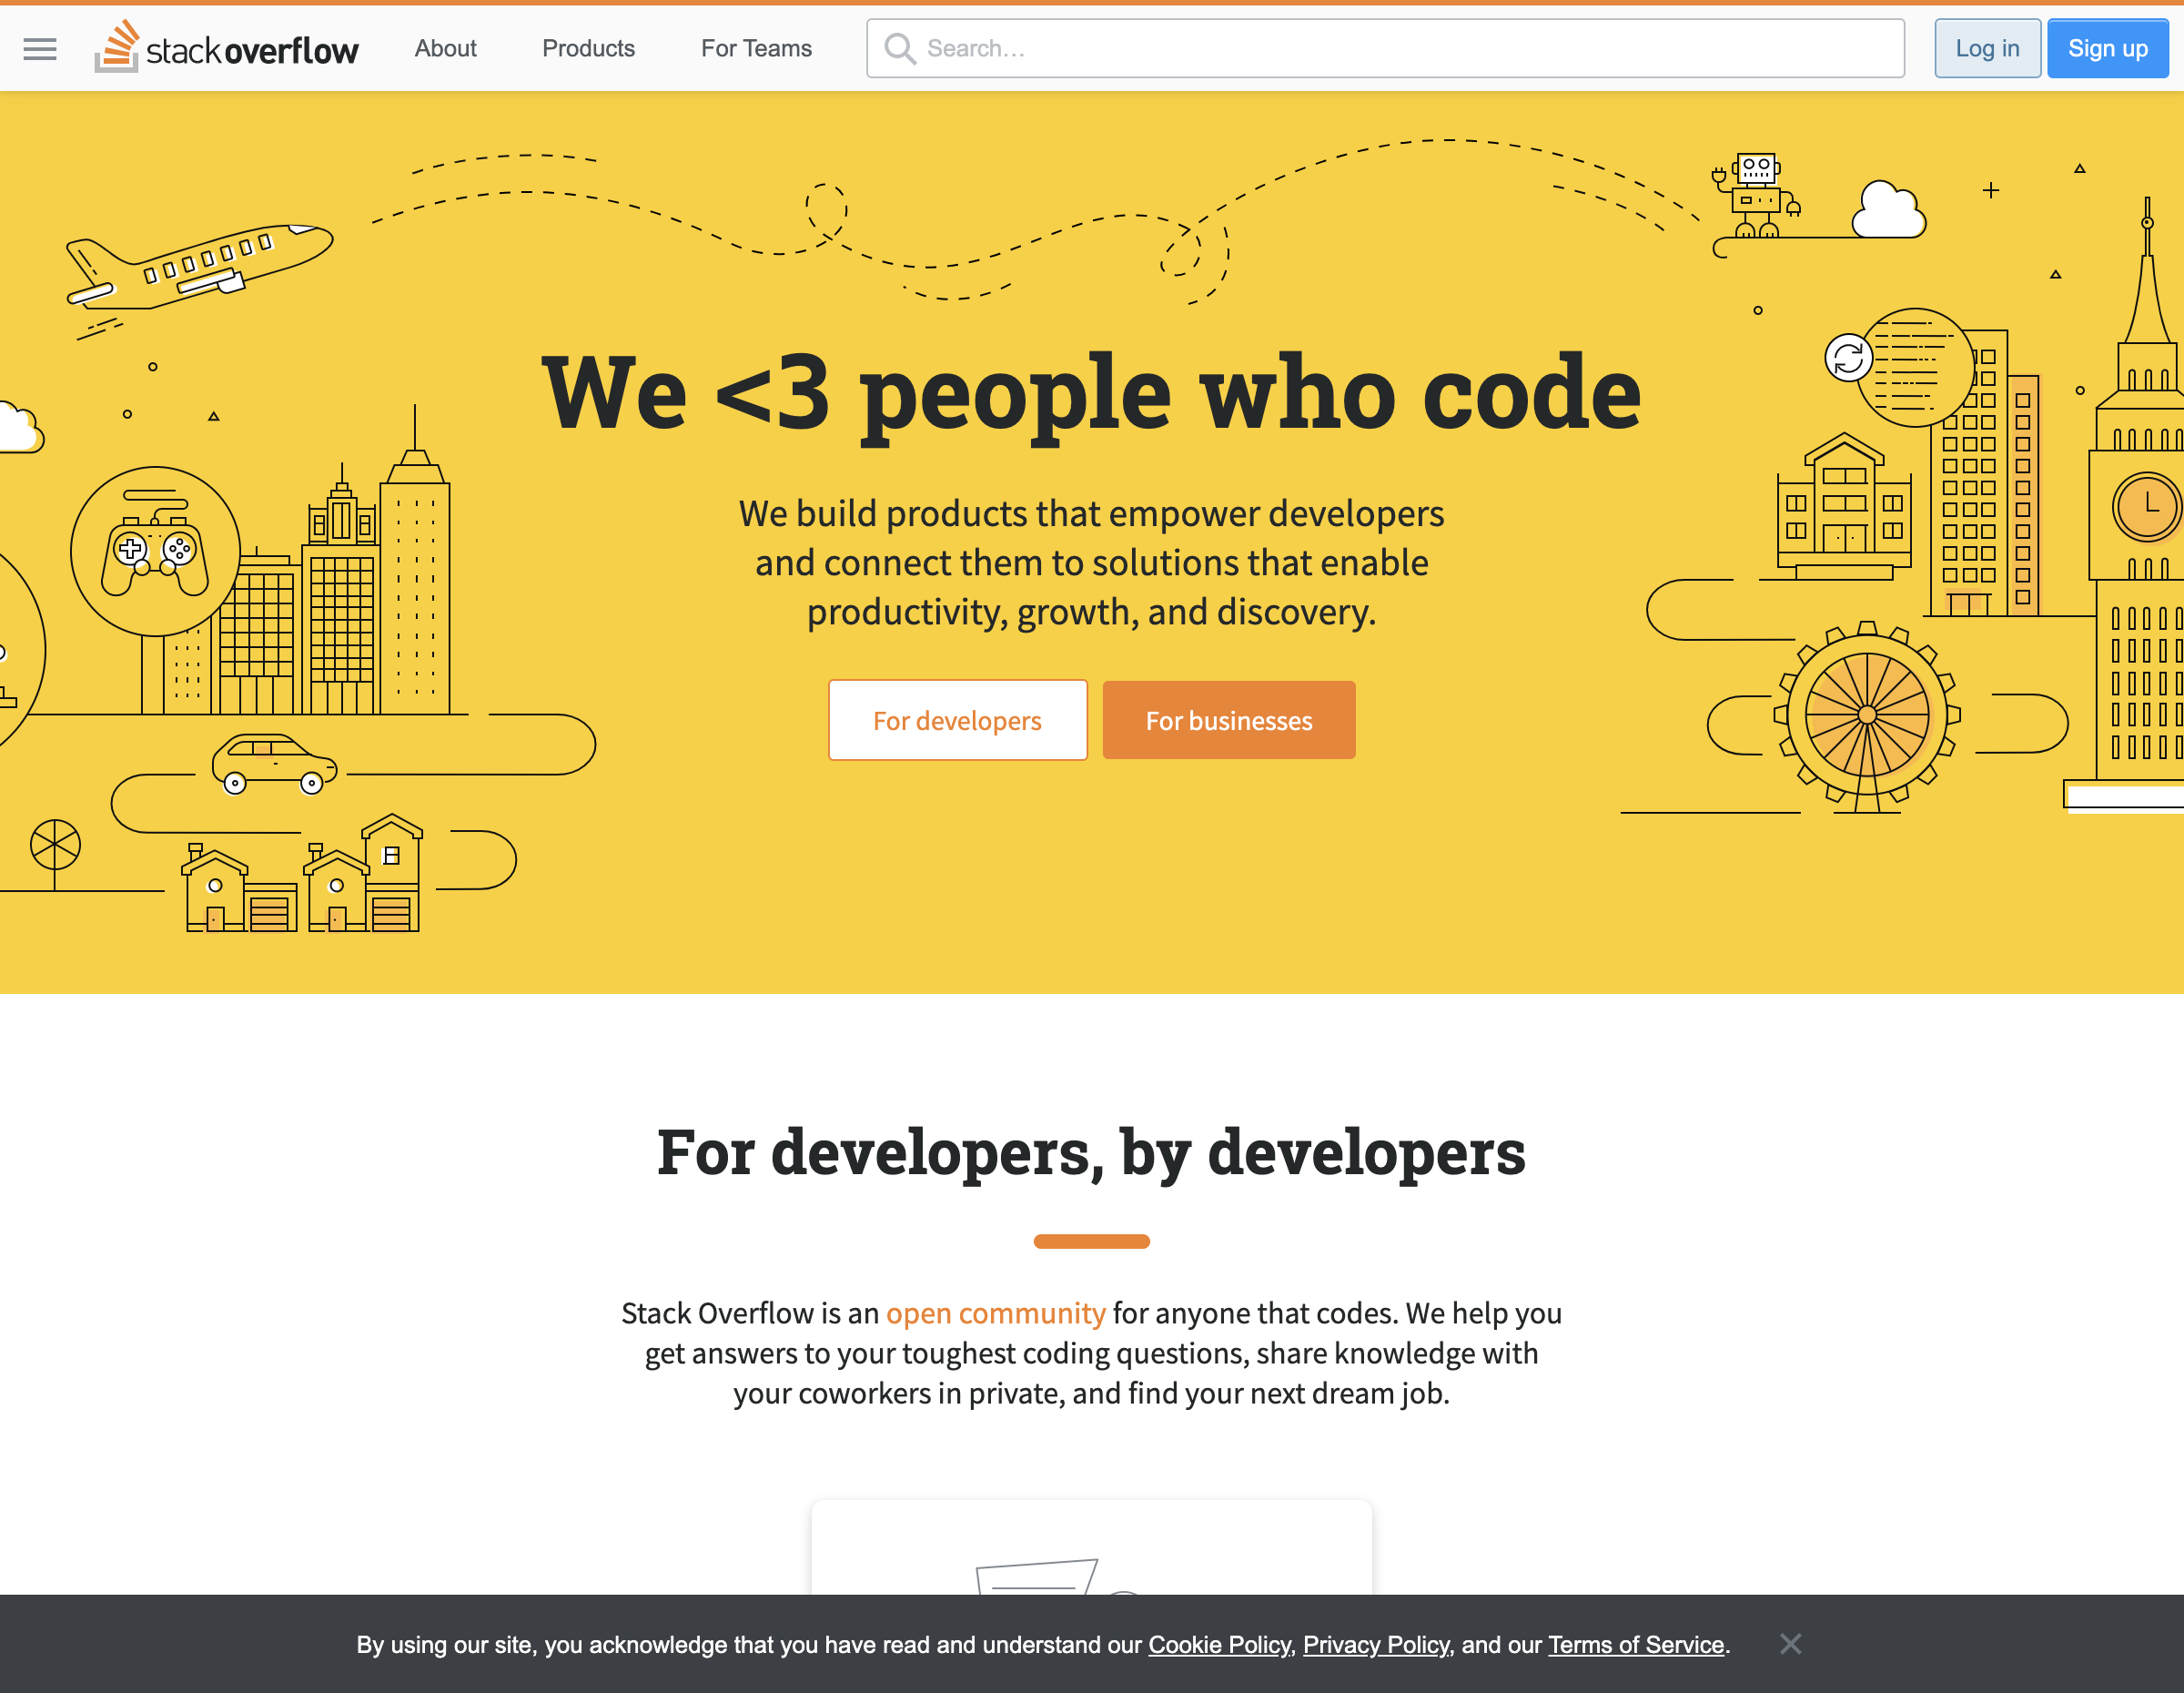 stack overflow About Products For Teams Search... Log in Sign up
We <3 people who code
We build products that empower developers
and connect them to solutions that enable
productivity, growth, and discovery.
For developers For businesses
For developers, by developers
Stack Overflow is an open community for anyone that codes. We help you
get answers to your toughest coding questions, share knowledge with
your coworkers in private, and find your next dream job.
By using our site, you acknowledge that you have read and understand our Cookie Policy, Privacy Policy, and our Terms of Service.